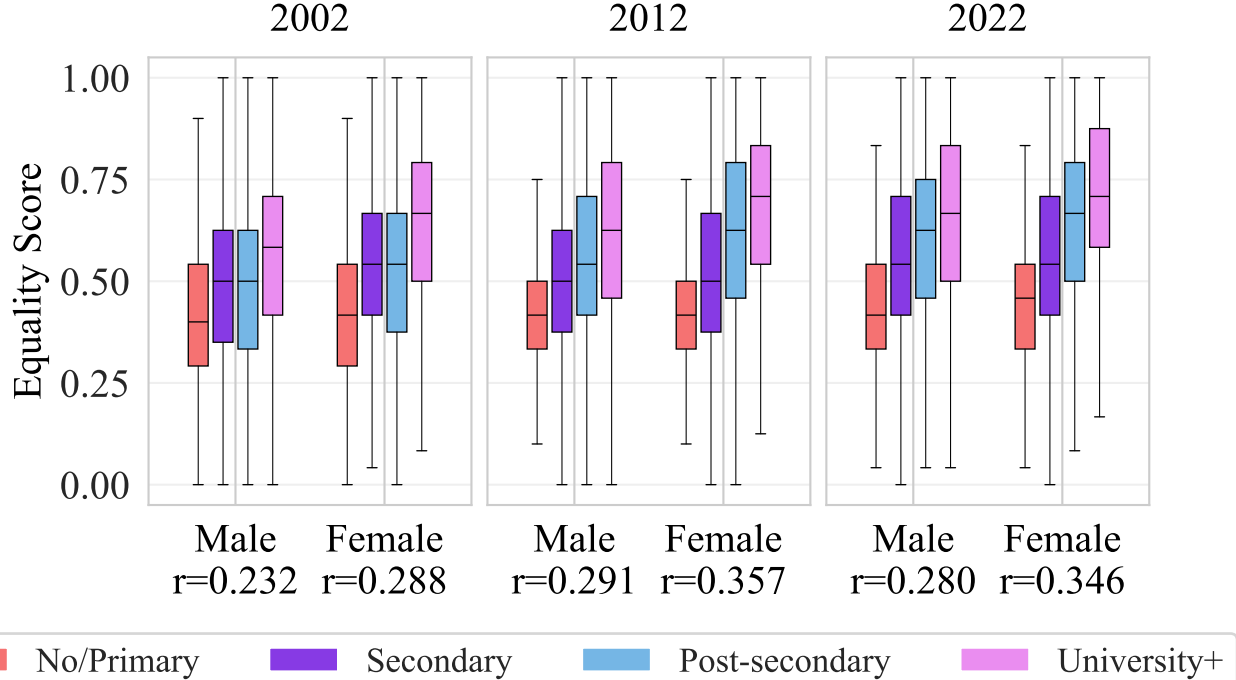 2002 2012 2022
1.00
0.75
0.50
0.25
0.00
Equality Score
Male Female Male Female Male Female
r=0.232 r=0.288 r=0.291 r=0.357 r=0.280 r=0.346
No/Primary Secondary Post-secondary University+